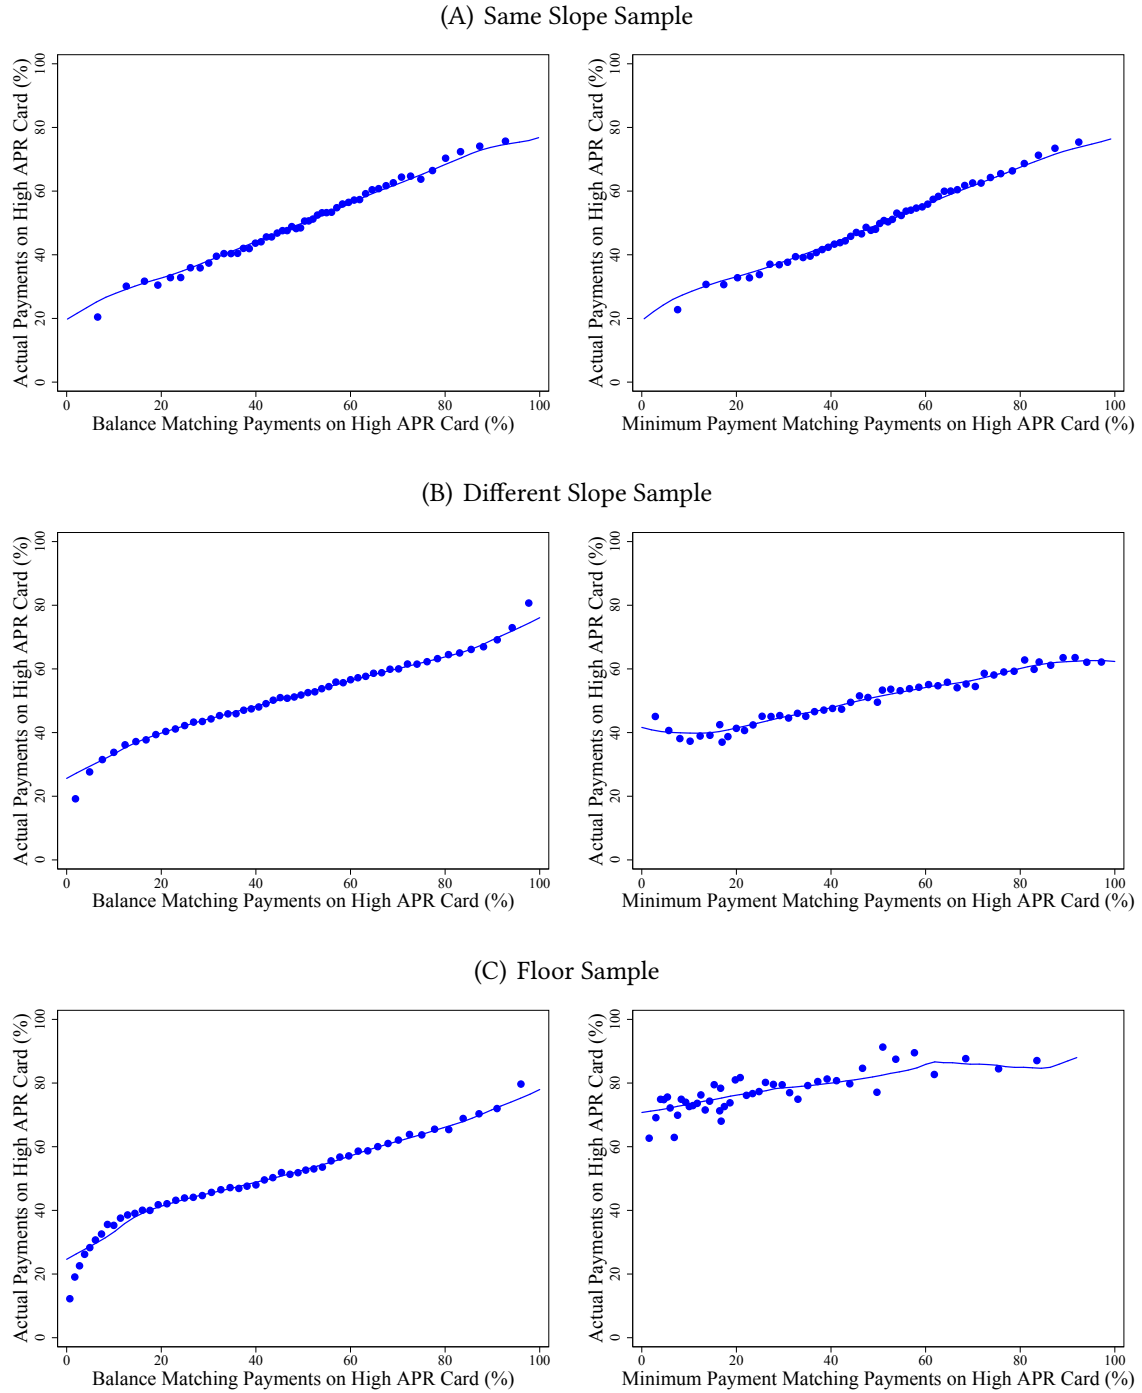 (A) Same Slope Sample
Actual Payments on High APR Card (%)
100
80
60
40
20
0
0 20 40 60 80 100
Balance Matching Payments on High APR Card (%)
Actual Payments on High APR Card (%)
100
80
60
40
20
0
0 20 40 60 80 100
Minimum Payment Matching Payments on High APR Card (%)
(B) Different Slope Sample
Actual Payments on High APR Card (%)
100
80
60
40
20
0
0 20 40 60 80 100
Balance Matching Payments on High APR Card (%)
Actual Payments on High APR Card (%)
100
80
60
40
20
0
0 20 40 60 80 100
Minimum Payment Matching Payments on High APR Card (%)
(C) Floor Sample
Actual Payments on High APR Card (%)
100
80
60
40
20
0
0 20 40 60 80 100
Balance Matching Payments on High APR Card (%)
Actual Payments on High APR Card (%)
100
80
60
40
20
0
0 20 40 60 80 100
Minimum Payment Matching Payments on High APR Card (%)